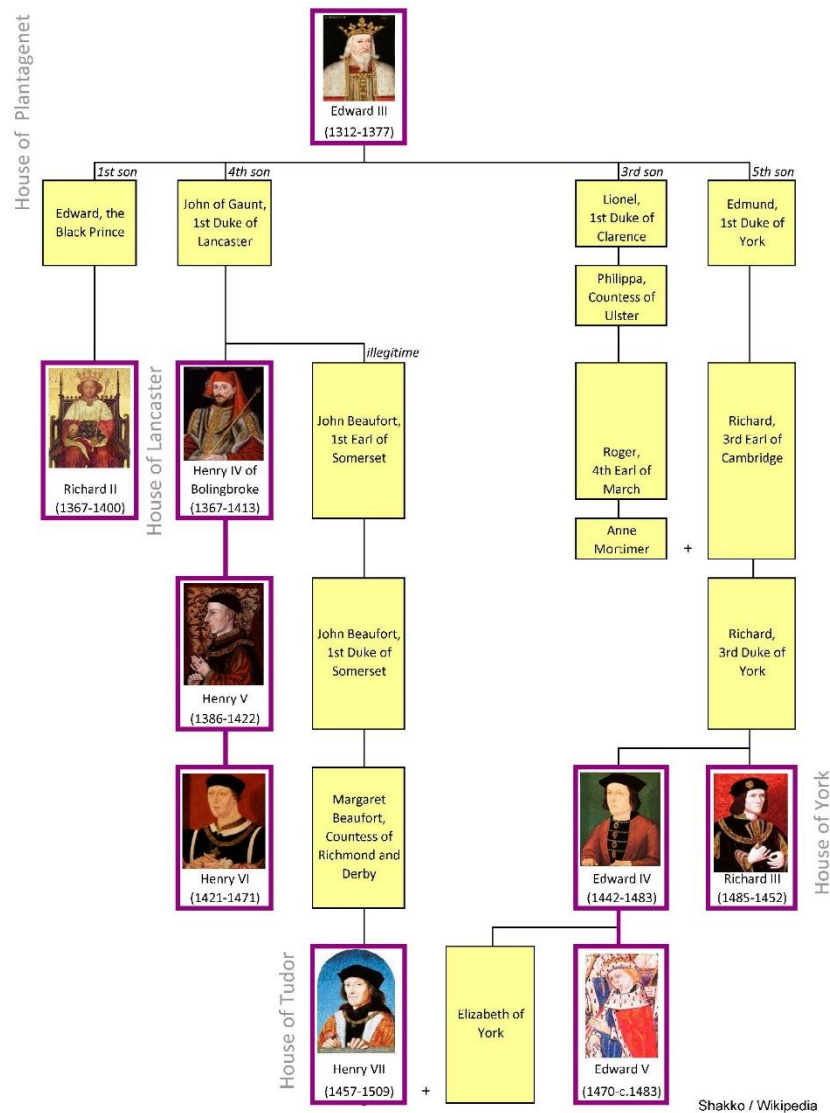 House of Plantagenet
Edward III
(1312-1377)
1st son
4th son
3rd son
5th son
Edward, the
Black Prince
John of Gaunt,
1st Duke of
Lancaster
Lionel,
1st Duke of
Clarence
Edmund,
1st Duke of
York
Philippa,
Countess of
Ulster
illegitime
House of Lancaster
Richard II
(1367-1400)
Henry IV of
Bolingbroke
(1367-1413)
John Beaufort,
1st Earl of
Somerset
Roger,
4th Earl of
March
Richard,
3rd Earl of
Cambridge
Anne
Mortimer
+
Henry V
(1386-1422)
John Beaufort,
1st Duke of
Somerset
Richard,
3rd Duke of
York
Henry VI
(1421-1471)
Margaret
Beaufort,
Countess of
Richmond and
Derby
Edward IV
(1442-1483)
Richard III
(1485-1452)
House of York
House of Tudor
Henry VII
(1457-1509)
+
Elizabeth of
York
Edward V
(1470-c.1483)
Shakko / Wikipedia